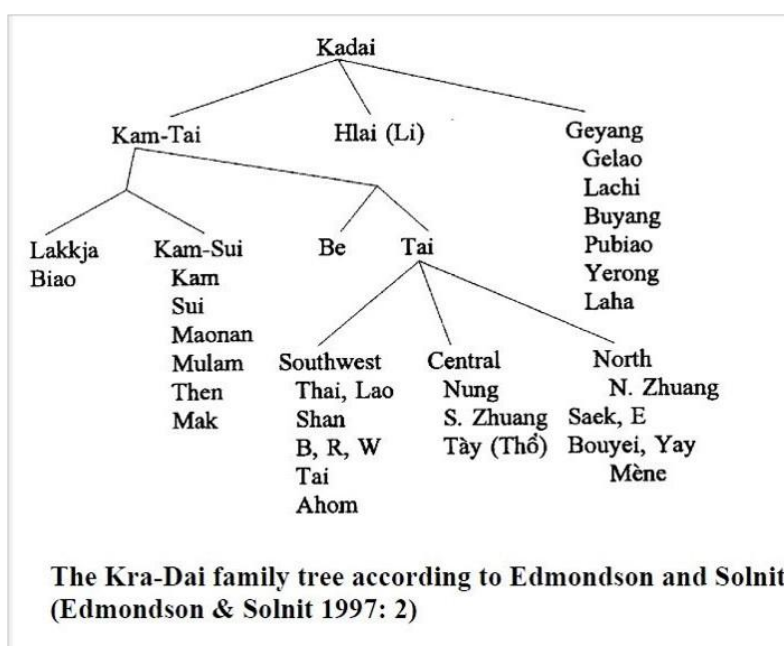 Kadai
Kam-Tai
Hlai (Li)
Geyang
Gelao
Lachi
Buyang
Pubiao
Yerong
Laha
Lakkja
Biao
Kam-Sui
Kam
Sui
Maonan
Mulam
Then
Mak
Be
Tai
Southwest
Thai, Lao
Shan
B, R, W
Tai
Ahom
Central
Nung
S. Zhuang
Tày (Thổ)
North
N. Zhuang
Saek, E
Bouyei, Yay
Mène
The Kra-Dai family tree according to Edmondson and Solnit
(Edmondson & Solnit 1997: 2)